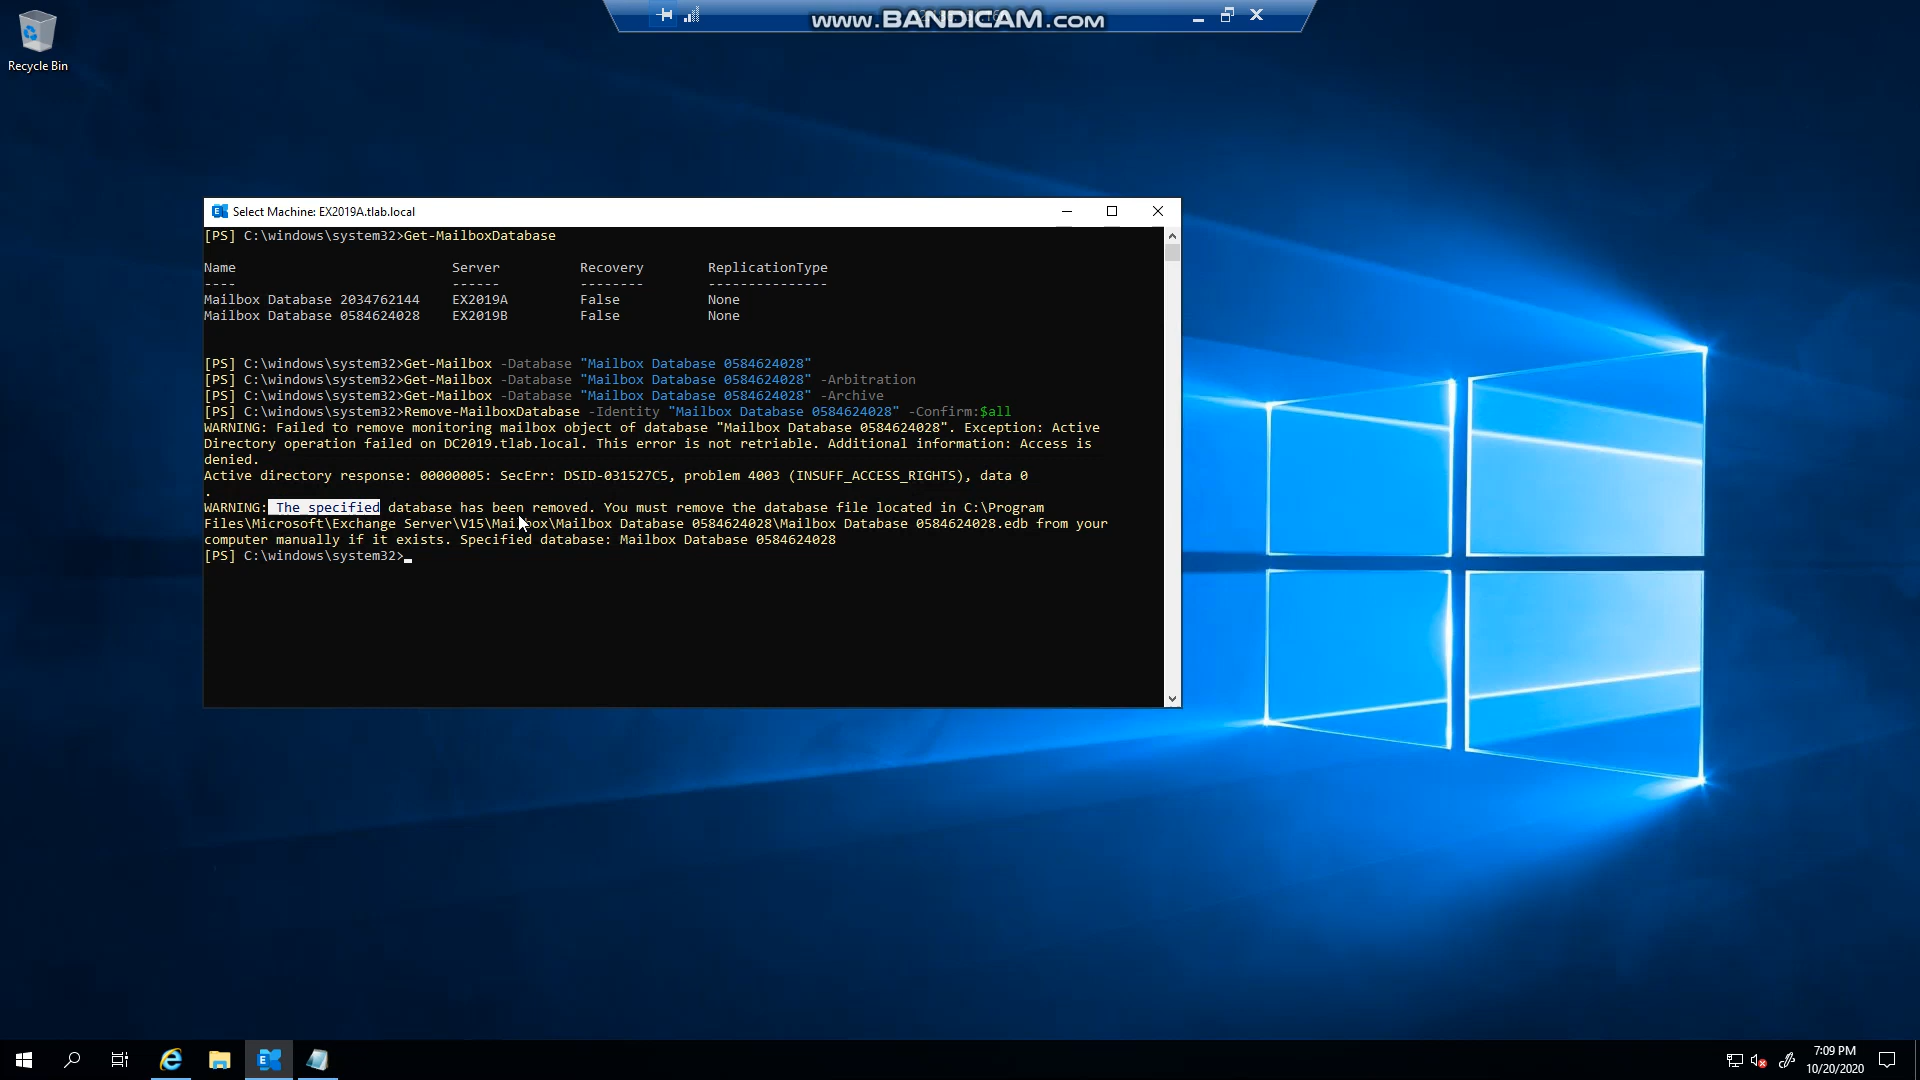 www.BANDICAM.com
Recycle Bin
Select Machine: EX2019A.tlab.local
[PS] C:\windows\system32>Get-MailboxDatabase
Name Server Recovery ReplicationType
---- ------ -------- ---------------
Mailbox Database 2034762144 EX2019A False None
Mailbox Database 0584624028 EX2019B False None
[PS] C:\windows\system32>Get-Mailbox -Database "Mailbox Database 0584624028"
[PS] C:\windows\system32>Get-Mailbox -Database "Mailbox Database 0584624028" -Arbitration
[PS] C:\windows\system32>Get-Mailbox -Database "Mailbox Database 0584624028" -Archive
[PS] C:\windows\system32>Remove-MailboxDatabase -Identity "Mailbox Database 0584624028" -Confirm:$all
WARNING: Failed to remove monitoring mailbox object of database "Mailbox Database 0584624028". Exception: Active
Directory operation failed on DC2019.tlab.local. This error is not retriable. Additional information: Access is
denied.
Active directory response: 00000005: SecErr: DSID-031527C5, problem 4003 (INSUFF_ACCESS_RIGHTS), data 0
.
WARNING: The specified database has been removed. You must remove the database file located in C:\Program
Files\Microsoft\Exchange Server\V15\Mailbox\Mailbox Database 0584624028\Mailbox Database 0584624028.edb from your
computer manually if it exists. Specified database: Mailbox Database 0584624028
[PS] C:\windows\system32>
7:09 PM
10/20/2020